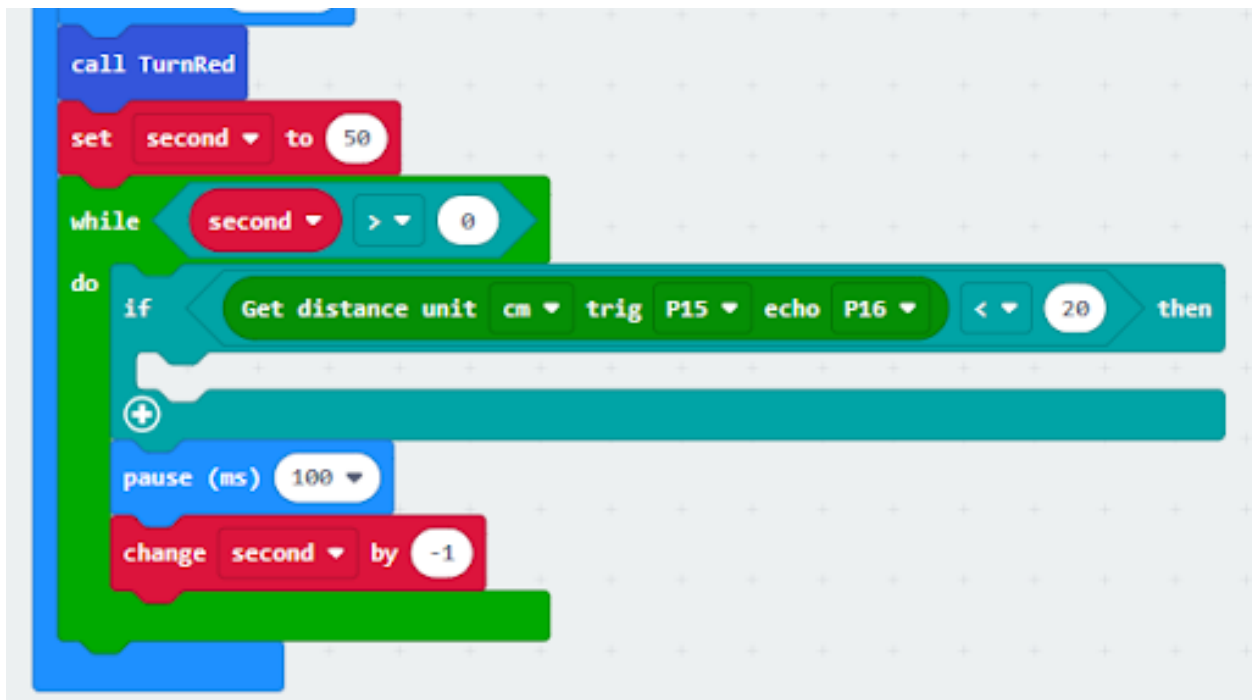 call TurnRed
set second to 50
while second > 0
do
if Get distance unit cm trig P15 echo P16 < 20 then
pause (ms) 100
change second by -1